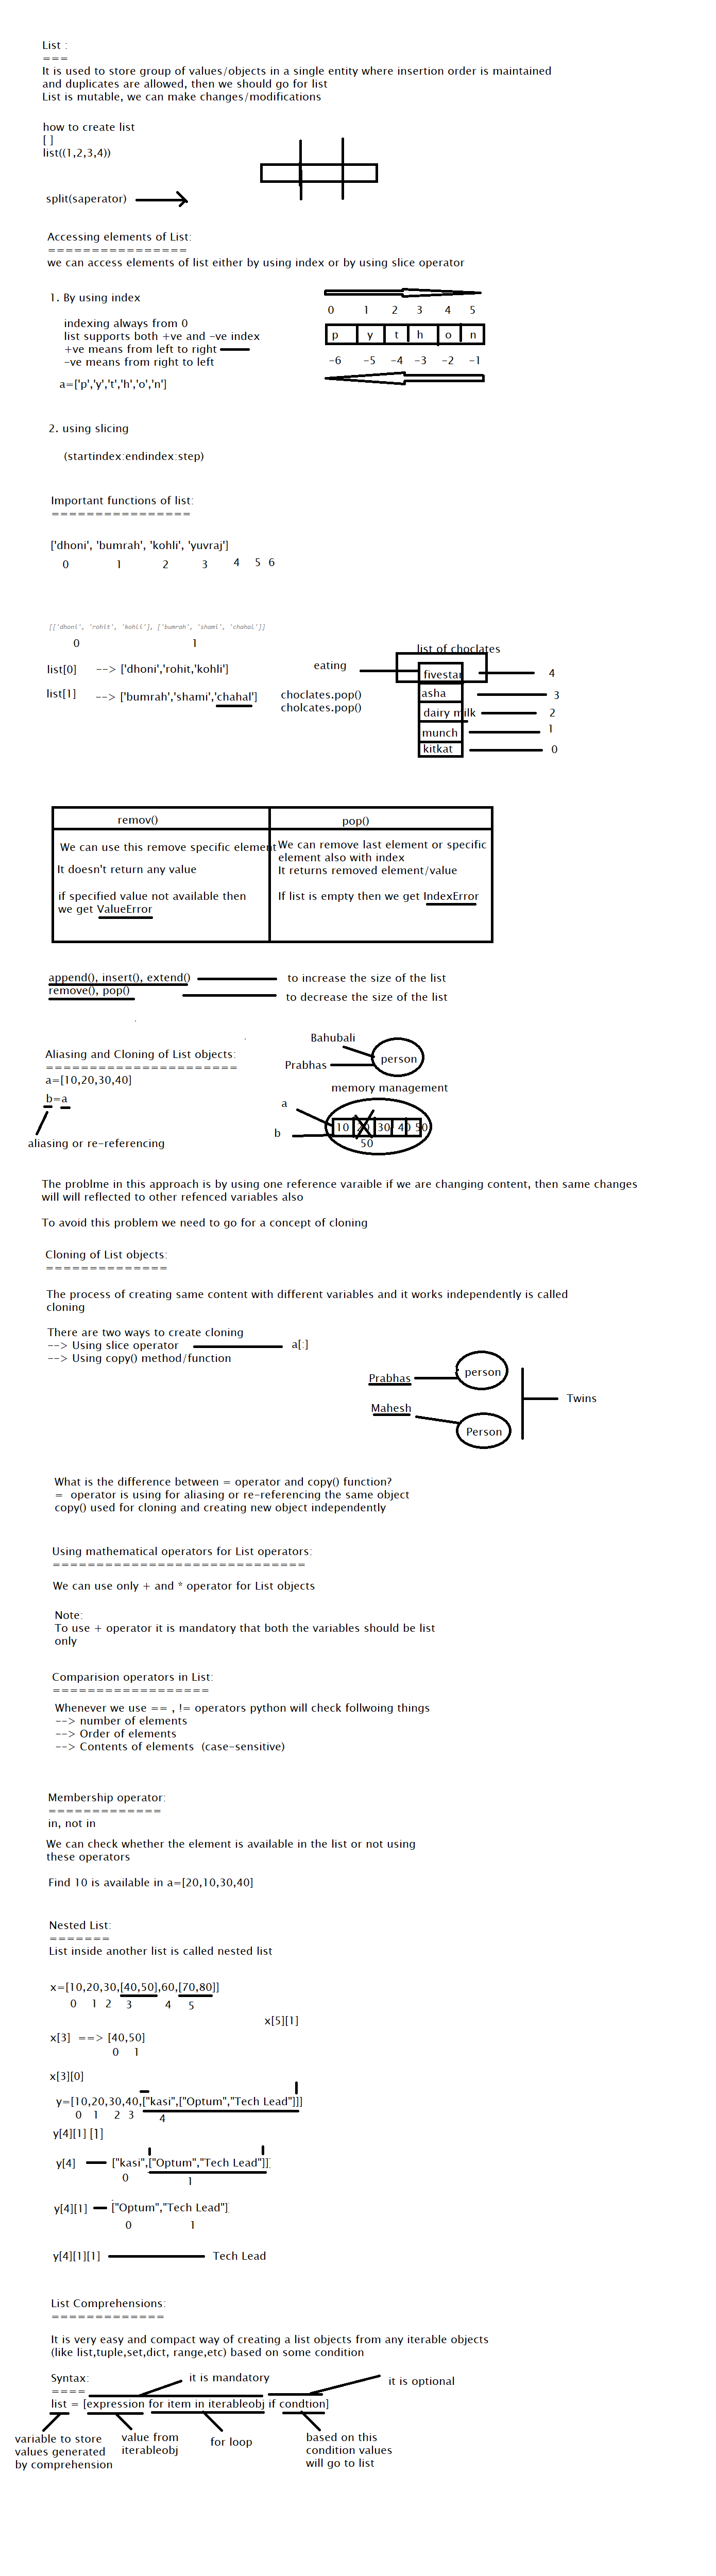 List :
===
It is used to store group of values/objects in a single entity where insertion order is maintained
and duplicates are allowed, then we should go for list
List is mutable, we can make changes/modifications
how to create list
[ ]
list((1,2,3,4))
split(saperator)
Accessing elements of List:
================
we can access elements of list either by using index or by using slice operator
1. By using index
indexing always from 0
list supports both +ve and -ve index
+ve means from left to right
-ve means from right to left
a=['p','y','t','h','o','n']
0 1 2 3 4 5
p y t h o n
-6 -5 -4 -3 -2 -1
2. using slicing
(startindex:endindex:step)
Important functions of list:
================
['dhoni', 'bumrah', 'kohli', 'yuvraj']
0 1 2 3 4 5 6
[['dhoni', 'rohit', 'kohli'], ['bumrah', 'shami', 'chahal']]
0 1
list[0] --> ['dhoni','rohit,'kohli']
list[1] --> ['bumrah','shami','chahal']
list of choclates
eating
choclates.pop()
cholcates.pop()
fivestar 4
asha 3
dairy milk 2
munch 1
kitkat 0
remov() pop()
We can use this remove specific element
It doesn't return any value
if specified value not available then
we get ValueError
We can remove last element or specific
element also with index
It returns removed element/value
If list is empty then we get IndexError
append(), insert(), extend() to increase the size of the list
remove(), pop() to decrease the size of the list
Aliasing and Cloning of List objects:
======================
a=[10,20,30,40]
b=a
aliasing or re-referencing
Bahubali
Prabhas person
memory management
a
b
10 20 30 40 50
50
The problme in this approach is by using one reference varaible if we are changing content, then same changes
will will reflected to other refenced variables also
To avoid this problem we need to go for a concept of cloning
Cloning of List objects:
==============
The process of creating same content with different variables and it works independently is called
cloning
There are two ways to create cloning
--> Using slice operator a[:]
--> Using copy() method/function
Prabhas person
Mahesh Person
Twins
What is the difference between = operator and copy() function?
= operator is using for aliasing or re-referencing the same object
copy() used for cloning and creating new object independently
Using mathematical operators for List operators:
=============================
We can use only + and * operator for List objects
Note:
To use + operator it is mandatory that both the variables should be list
only
Comparision operators in List:
==================
Whenever we use == , != operators python will check follwoing things
--> number of elements
--> Order of elements
--> Contents of elements (case-sensitive)
Membership operator:
=============
in, not in
We can check whether the element is available in the list or not using
these operators
Find 10 is available in a=[20,10,30,40]
Nested List:
=======
List inside another list is called nested list
x=[10,20,30,[40,50],60,[70,80]]
0 1 2 3 4 5
x[5][1]
x[3] ==> [40,50]
0 1
x[3][0]
y=[10,20,30,40,["kasi",["Optum","Tech Lead"]]]
0 1 2 3 4
y[4][1] [1]
y[4] ["kasi",["Optum","Tech Lead"]]
0 1
y[4][1] ["Optum","Tech Lead"]
0 1
y[4][1][1] Tech Lead
List Comprehensions:
=============
It is very easy and compact way of creating a list objects from any iterable objects
(like list,tuple,set,dict, range,etc) based on some condition
Syntax:
====
it is mandatory
it is optional
list = [expression for item in iterableobj if condtion]
variable to store
values generated
by comprehension
value from
iterableobj
for loop
based on this
condition values
will go to list